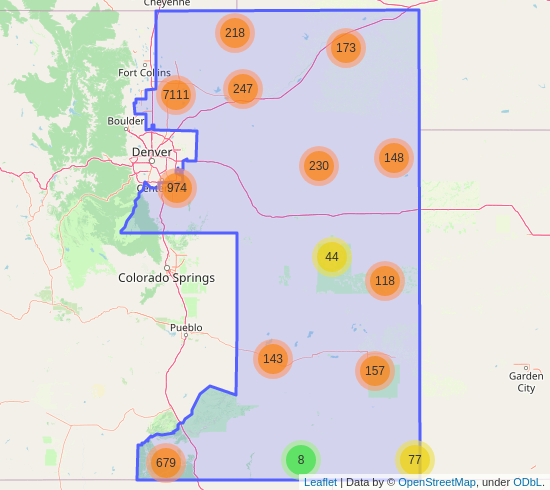 Cheyenne
218
173
Fort Collins
247
7111
Boulder
Denver
148
230
974
44
Colorado Springs
118
Pueblo
143
157
Garden
City
679
8
77
Leaflet | Data by © OpenStreetMap, under ODbL.